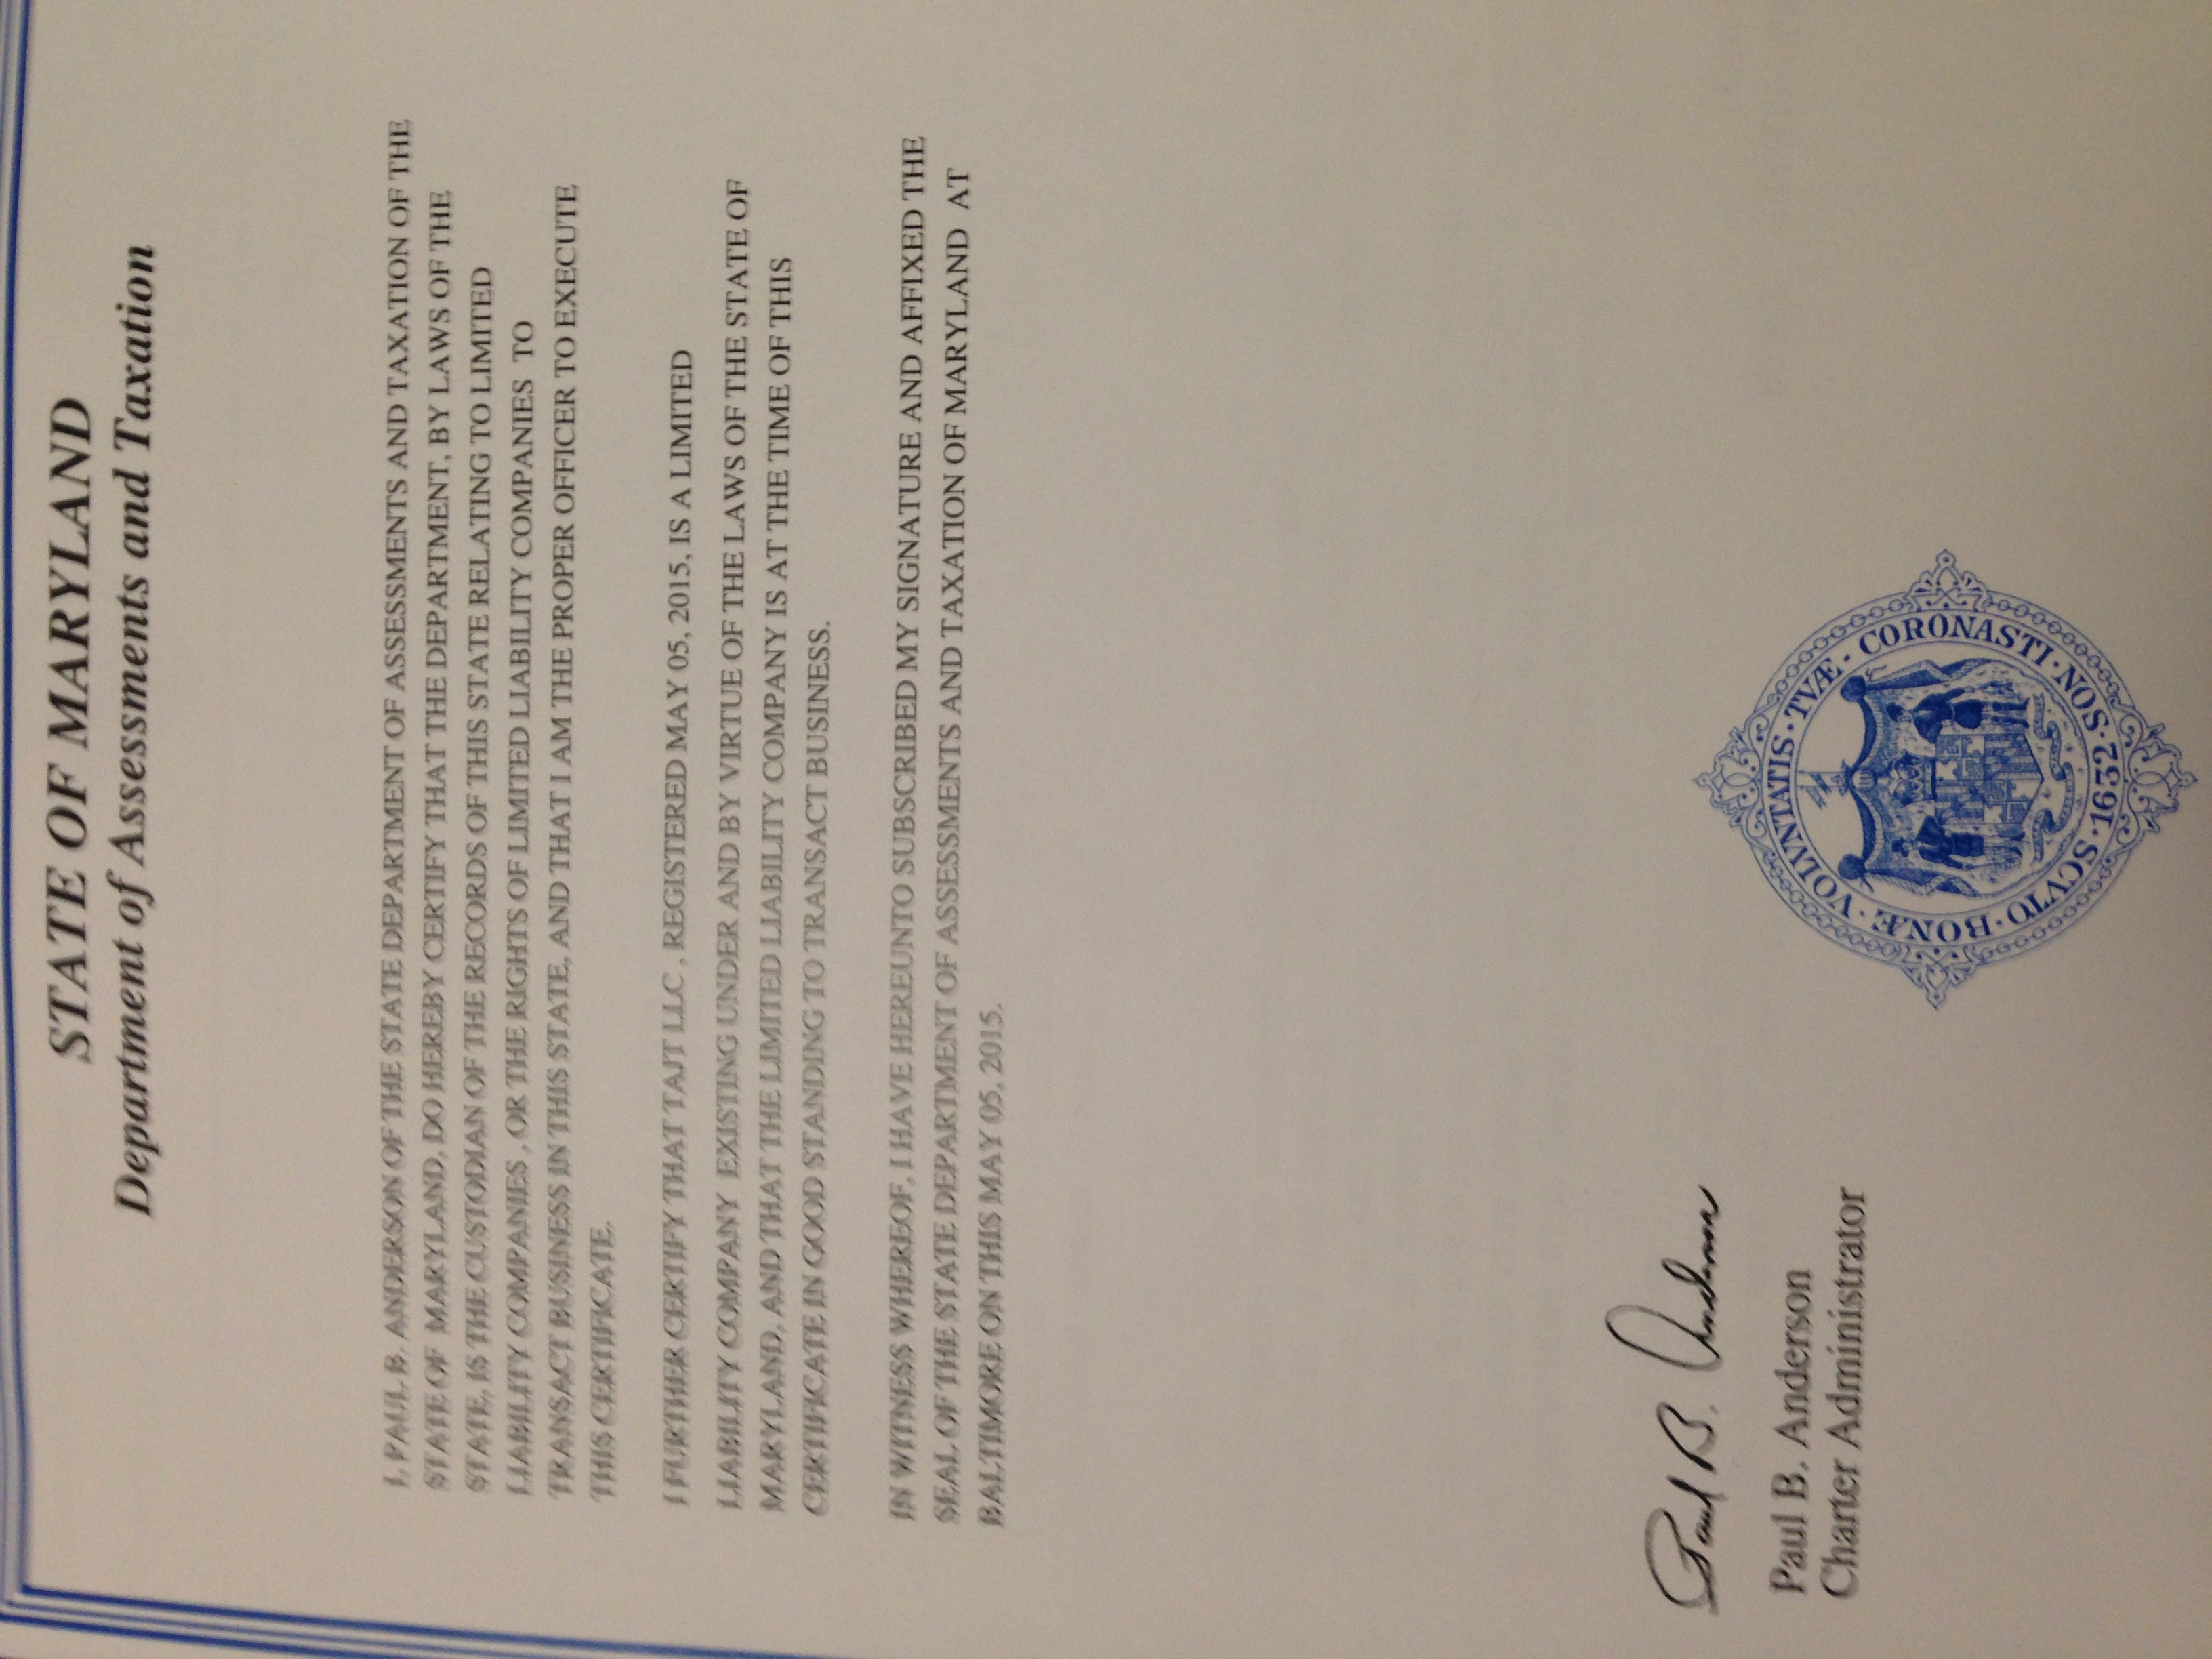 STATE OF MARYLAND
Department of Assessments and Taxation
I, PAUL B. ANDERSON OF THE STATE DEPARTMENT OF ASSESSMENTS AND TAXATION OF THE
STATE OF MARYLAND, DO HEREBY CERTIFY THAT THE DEPARTMENT, BY LAWS OF THE
STATE, IS THE CUSTODIAN OF THE RECORDS OF THIS STATE RELATING TO LIMITED
LIABILITY COMPANIES , OR THE RIGHTS OF LIMITED LIABILITY COMPANIES TO
TRANSACT BUSINESS IN THIS STATE, AND THAT I AM THE PROPER OFFICER TO EXECUTE
THIS CERTIFICATE.
I FURTHER CERTIFY THAT TAJT LLC , REGISTERED MAY 05, 2015, IS A LIMITED
LIABILITY COMPANY EXISTING UNDER AND BY VIRTUE OF THE LAWS OF THE STATE OF
MARYLAND, AND THAT THE LIMITED LIABILITY COMPANY IS AT THE TIME OF THIS
CERTIFICATE IN GOOD STANDING TO TRANSACT BUSINESS.
IN WITNESS WHEREOF, I HAVE HEREUNTO SUBSCRIBED MY SIGNATURE AND AFFIXED THE
SEAL OF THE STATE DEPARTMENT OF ASSESSMENTS AND TAXATION OF MARYLAND AT
BALTIMORE ON THIS MAY 05, 2015.
Paul B. Anderson
Paul B. Anderson
Charter Administrator
SCVTO · BONÆ · VOLVNTATIS · TVÆ · CORONASTI · NOS ·
1632